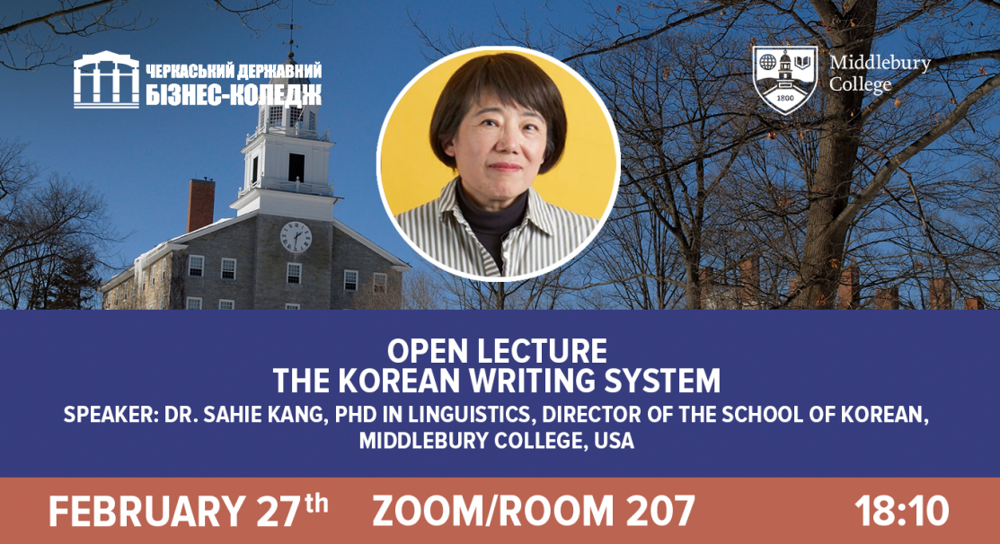 ЧЕРКАСЬКИЙ ДЕРЖАВНИЙ
БІЗНЕС-КОЛЕДЖ
Middlebury
College
1800
OPEN LECTURE
THE KOREAN WRITING SYSTEM
SPEAKER: DR. SAHIE KANG, PHD IN LINGUISTICS, DIRECTOR OF THE SCHOOL OF KOREAN,
MIDDLEBURY COLLEGE, USA
FEBRUARY 27th ZOOM/ROOM 207 18:10